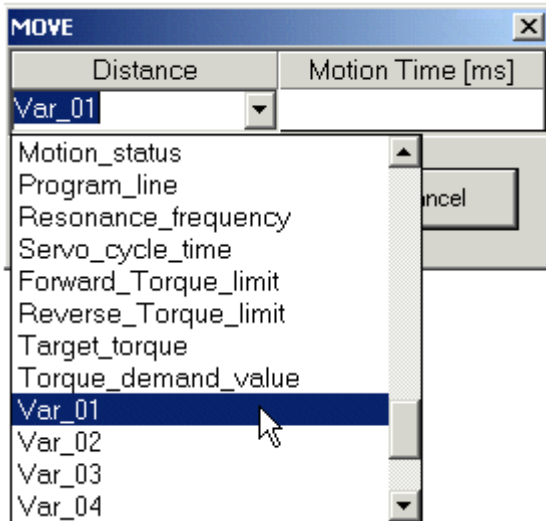 MOVE
Distance Motion Time [ms]
Var_01
Motion_status
Program_line
Resonance_frequency
Servo_cycle_time
Forward_Torque_limit
Reverse_Torque_limit
Target_torque
Torque_demand_value
Var_01
Var_02
Var_03
Var_04